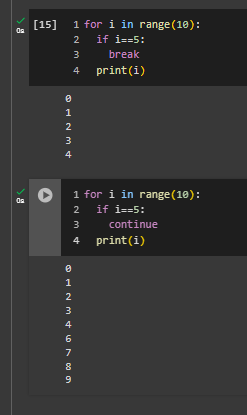 [15] 1 for i in range(10):
0s 2   if i==5:
3     break
4   print(i)
0
1
2
3
4
1 for i in range(10):
0s 2   if i==5:
3     continue
4   print(i)
0
1
2
3
4
6
7
8
9